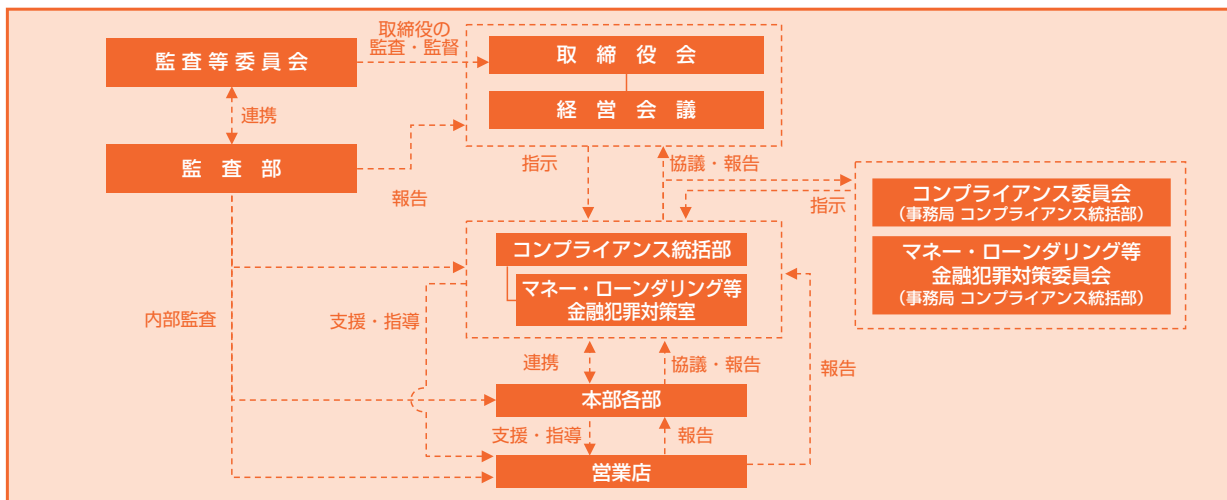 監査等委員会
取締役の
監査・監督
取締役会
経営会議
連携
監査部
報告
指示
協議・報告
指示
コンプライアンス委員会
（事務局 コンプライアンス統括部）
マネー・ローンダリング等
金融犯罪対策委員会
（事務局 コンプライアンス統括部）
コンプライアンス統括部
マネー・ローンダリング等
金融犯罪対策室
内部監査
支援・指導
連携
協議・報告
報告
本部各部
支援・指導
報告
営業店